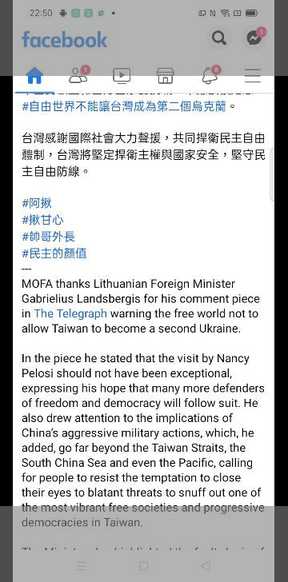 22:50
facebook
#自由世界不能讓台灣成為第二個烏克蘭。
台灣感謝國際社會大力聲援，共同捍衛民主自由
體制，台灣將堅定捍衛主權與國家安全，堅守民
主自由防線。
#阿揪
#揪甘心
#帥哥外長
#民主的顏值
---
MOFA thanks Lithuanian Foreign Minister
Gabrielius Landsbergis for his comment piece
in The Telegraph warning the free world not to
allow Taiwan to become a second Ukraine.
In the piece he stated that the visit by Nancy
Pelosi should not have been exceptional,
expressing his hope that many more defenders
of freedom and democracy will follow suit. He
also drew attention to the implications of
China's aggressive military actions, which, he
added, go far beyond the Taiwan Straits, the
South China Sea and even the Pacific, calling
for people to resist the temptation to close
their eyes to blatant threats to snuff out one of
the most vibrant free societies and progressive
democracies in Taiwan.